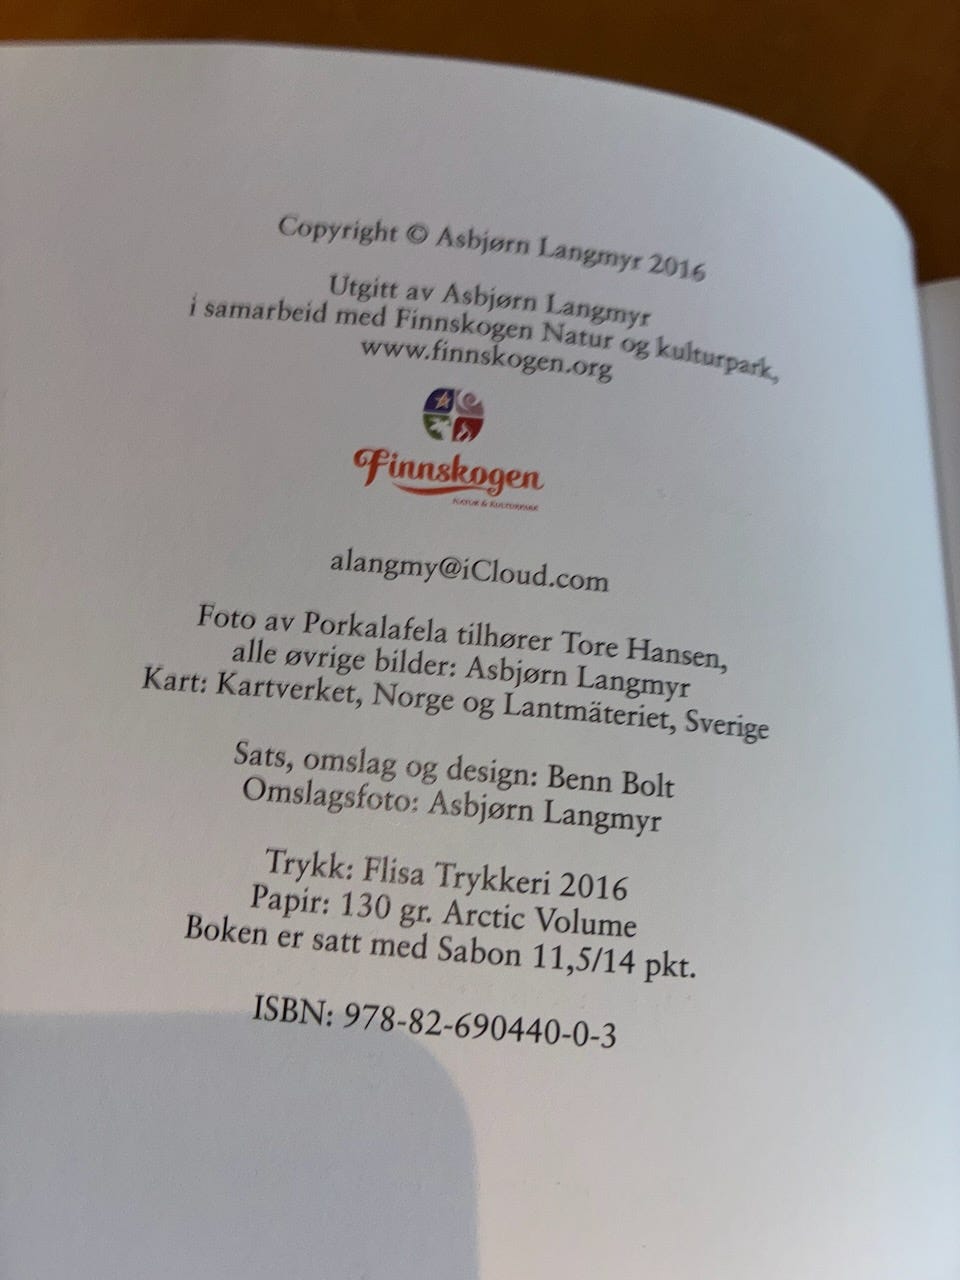 Copyright © Asbjørn Langmyr 2016
Utgitt av Asbjørn Langmyr
i samarbeid med Finnskogen Natur og kulturpark,
www.finnskogen.org
Finnskogen
NATUR & KULTURPARK
alangmy@iCloud.com
Foto av Porkalafela tilhører Tore Hansen,
alle øvrige bilder: Asbjørn Langmyr
Kart: Kartverket, Norge og Lantmäteriet, Sverige
Sats, omslag og design: Benn Bolt
Omslagsfoto: Asbjørn Langmyr
Trykk: Flisa Trykkeri 2016
Papir: 130 gr. Arctic Volume
Boken er satt med Sabon 11,5/14 pkt.
ISBN: 978-82-690440-0-3